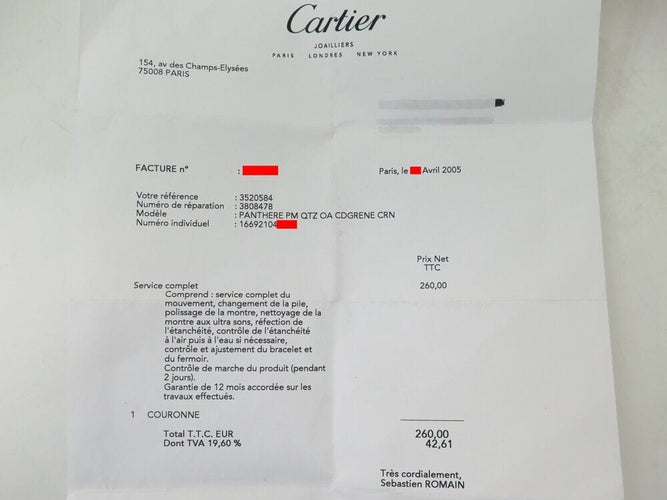 Cartier
JOAILLIERS
PARIS LONDRES NEW YORK
154, av des Champs-Elysées
75008 PARIS
FACTURE n° :
Paris, le Avril 2005
Votre référence : 3520584
Numéro de réparation : 3808478
Modèle : PANTHERE PM QTZ OA CDGRENE CRN
Numéro individuel : 16692104
Prix Net
TTC
Service complet 260,00
Comprend : service complet du
mouvement, changement de la pile,
polissage de la montre, nettoyage de la
montre aux ultra sons, réfection de
l'étanchéité, contrôle de l'étanchéité
à l'air puis à l'eau si nécessaire,
contrôle et ajustement du bracelet et
du fermoir.
Contrôle de marche du produit (pendant
2 jours).
Garantie de 12 mois accordée sur les
travaux effectués.
1 COURONNE
Total T.T.C. EUR 260,00
Dont TVA 19,60 % 42,61
Très cordialement,
Sebastien ROMAIN